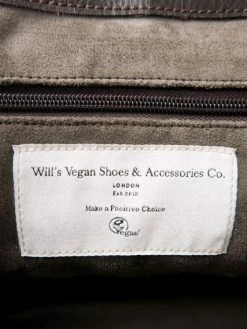 Will's Vegan Shoes & Accessories Co.
LONDON
Est 2012
Make a Positive Choice
Vegan